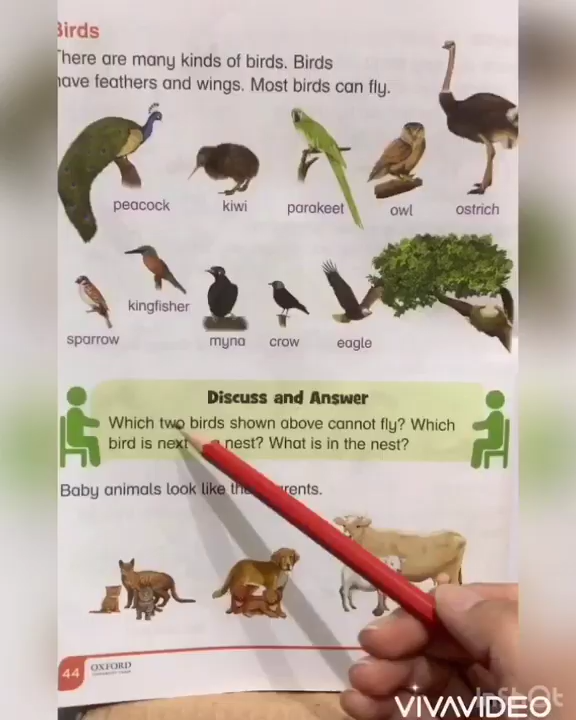 Birds
There are many kinds of birds. Birds
have feathers and wings. Most birds can fly.
peacock kiwi parakeet owl ostrich
sparrow kingfisher myna crow eagle
Discuss and Answer
Which two birds shown above cannot fly? Which
bird is next nest? What is in the nest?
Baby animals look like parents.
44 OXFORD
InShOt
VIVAVIDEO